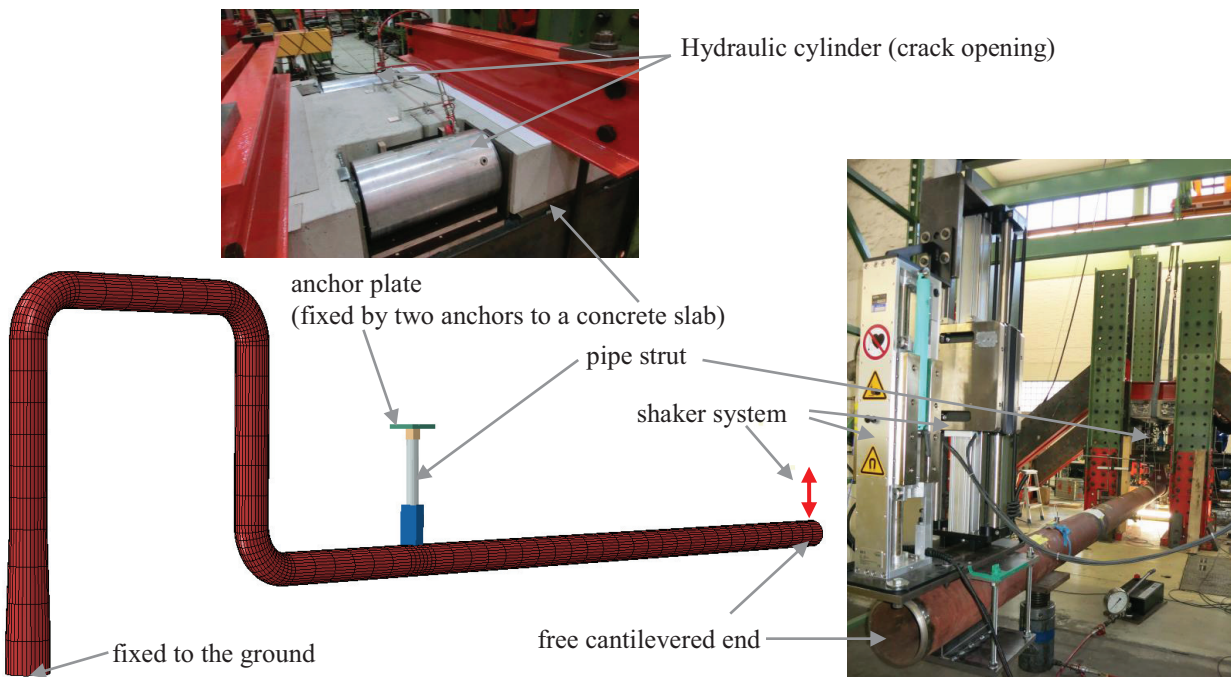 Hydraulic cylinder (crack opening)
anchor plate
(fixed by two anchors to a concrete slab)
pipe strut
shaker system
free cantilevered end
fixed to the ground